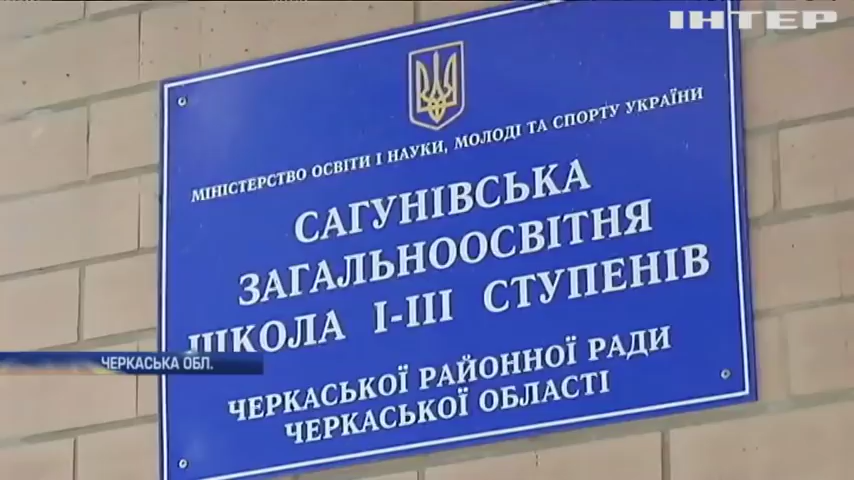 ІНТЕР
МІНІСТЕРСТВО ОСВІТИ І НАУКИ, МОЛОДІ ТА СПОРТУ УКРАЇНИ
САГУНІВСЬКА
ЗАГАЛЬНООСВІТНЯ
ШКОЛА І-ІІІ СТУПЕНІВ
ЧЕРКАСЬКА ОБЛ.
ЧЕРКАСЬКОЇ РАЙОННОЇ РАДИ
ЧЕРКАСЬКОЇ ОБЛАСТІ